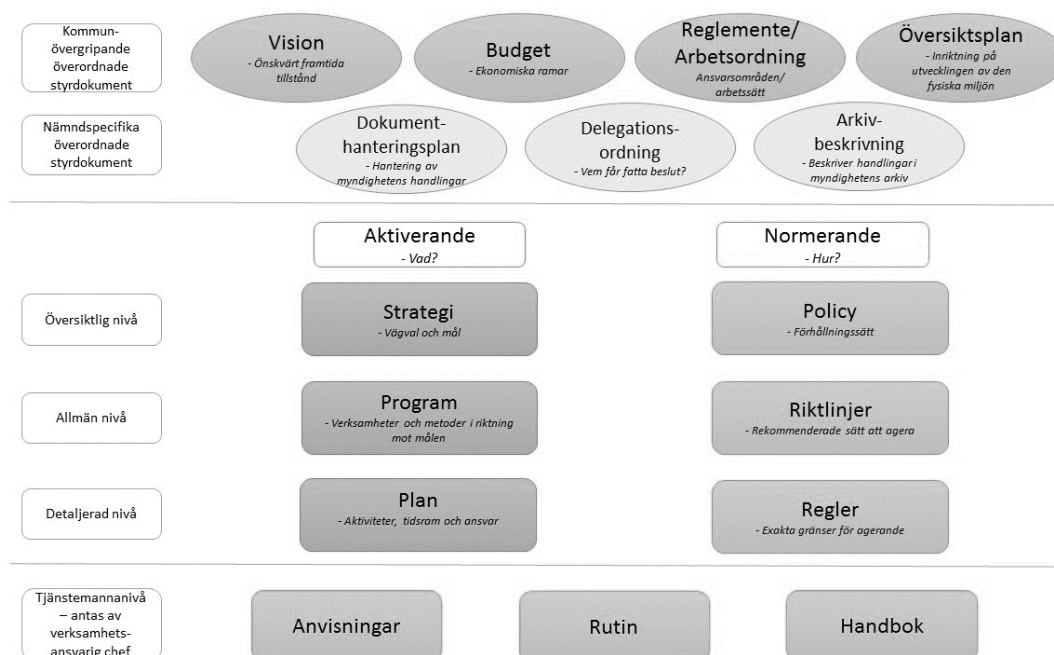 Kommun-
övergripande
överordnade
styrdokument
Vision
- Önskvärt framtida
tillstånd
Budget
- Ekonomiska ramar
Reglemente/
Arbetsordning
Ansvarsområden/
arbetssätt
Översiktsplan
- Inriktning på
utvecklingen av den
fysiska miljön
Nämndspecifika
överordnade
styrdokument
Dokument-
hanteringsplan
- Hantering av
myndighetens handlingar
Delegations-
ordning
- Vem får fatta beslut?
Arkiv-
beskrivning
- Beskriver handlingar i
myndighetens arkiv
Aktiverande
- Vad?
Normerande
- Hur?
Översiktlig nivå
Strategi
- Vägval och mål
Policy
- Förhållningssätt
Allmän nivå
Program
- Verksamheter och metoder i riktning
mot målen
Riktlinjer
- Rekommenderade sätt att agera
Detaljerad nivå
Plan
- Aktiviteter, tidsram och ansvar
Regler
- Exakta gränser för agerande
Tjänstemannanivå
– antas av
verksamhets-
ansvarig chef
Anvisningar
Rutin
Handbok